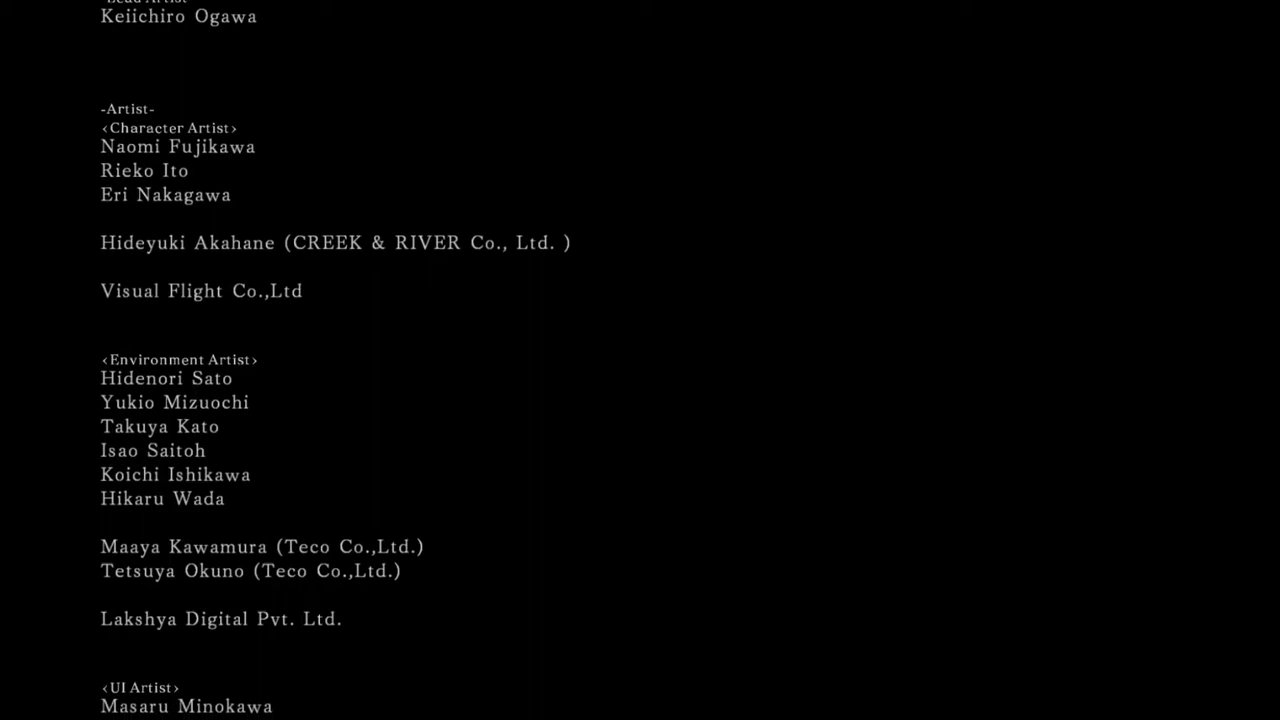 -Lead Artist-
Keiichiro Ogawa
-Artist-
‹Character Artist›
Naomi Fujikawa
Rieko Ito
Eri Nakagawa
Hideyuki Akahane (CREEK & RIVER Co., Ltd. )
Visual Flight Co.,Ltd
‹Environment Artist›
Hidenori Sato
Yukio Mizuochi
Takuya Kato
Isao Saitoh
Koichi Ishikawa
Hikaru Wada
Maaya Kawamura (Teco Co.,Ltd.)
Tetsuya Okuno (Teco Co.,Ltd.)
Lakshya Digital Pvt. Ltd.
‹UI Artist›
Masaru Minokawa